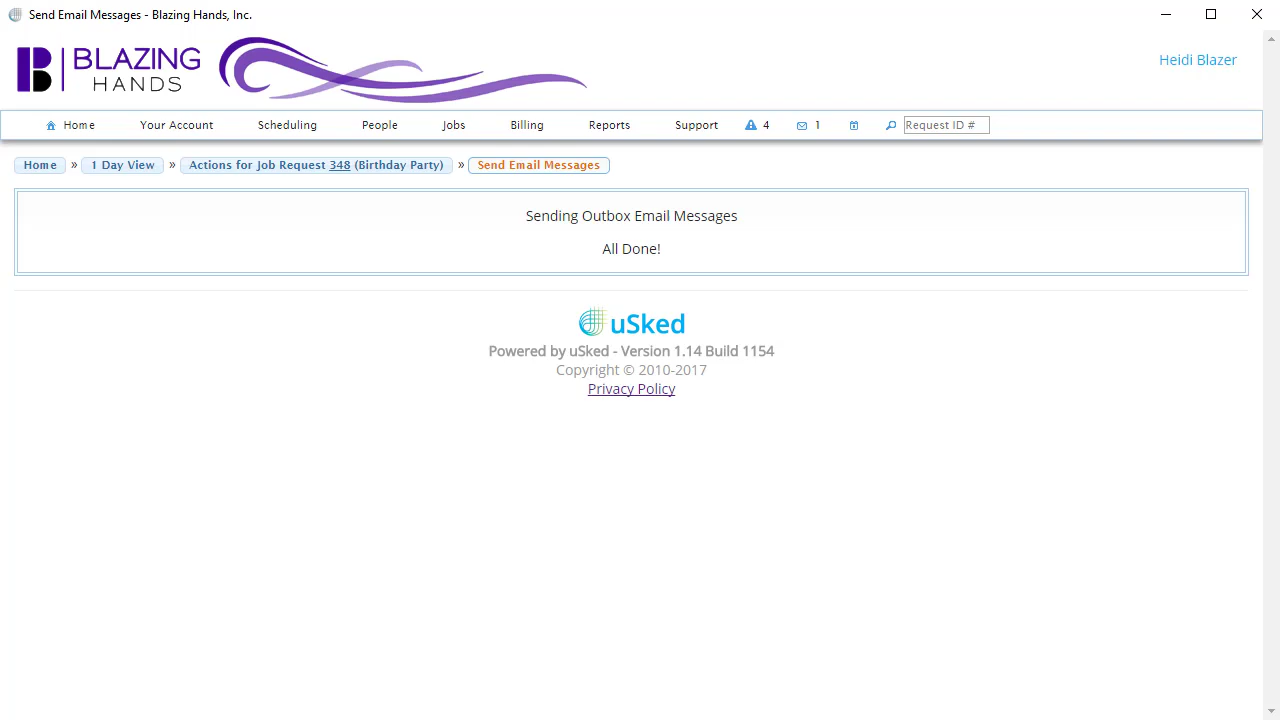 Send Email Messages - Blazing Hands, Inc.
B | BLAZING
HANDS
Heidi Blazer
Home Your Account Scheduling People Jobs Billing Reports Support 4 1 Request ID #
Home » 1 Day View » Actions for Job Request 348 (Birthday Party) » Send Email Messages
Sending Outbox Email Messages
All Done!
uSked
Powered by uSked - Version 1.14 Build 1154
Copyright © 2010-2017
Privacy Policy